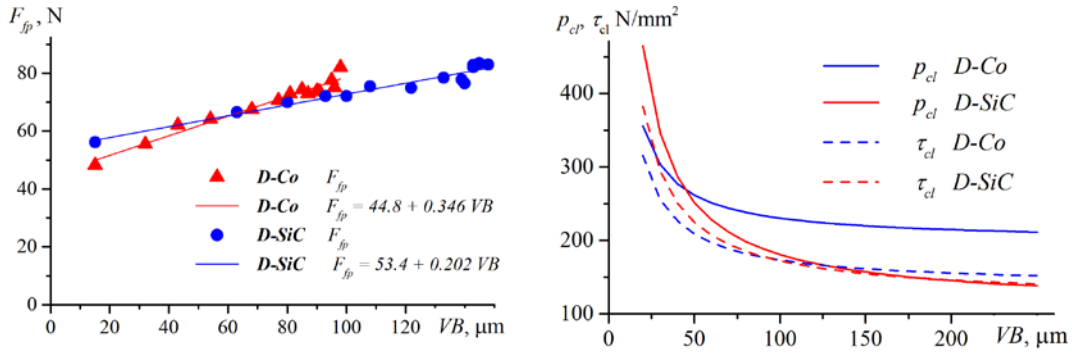 F_fp, N
80
60
40
20
0
0
20
40
60
80
100
120
VB, µm
D-Co F_fp
D-Co F_fp = 44.8 + 0.346 VB
D-SiC F_fp
D-SiC F_fp = 53.4 + 0.202 VB
p_cl, τ_cl N/mm²
400
300
250
200
150
100
0
50
100
150
200
VB, µm
p_cl D-Co
p_cl D-SiC
τ_cl D-Co
τ_cl D-SiC